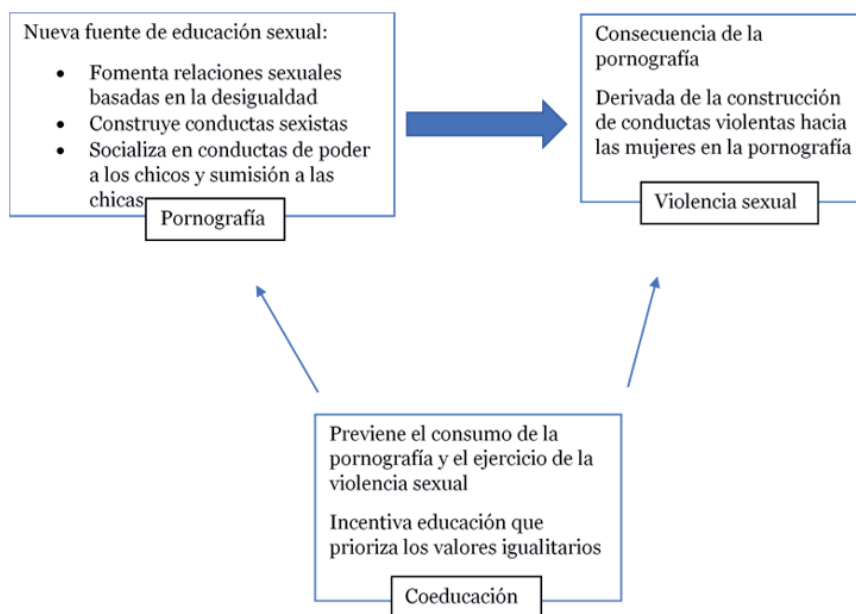 Nueva fuente de educación sexual:
• Fomenta relaciones sexuales
basadas en la desigualdad
• Construye conductas sexistas
• Socializa en conductas de poder
a los chicos y sumisión a las
chicas
Pornografía
Consecuencia de la
pornografía
Derivada de la construcción
de conductas violentas hacia
las mujeres en la pornografía
Violencia sexual
Previene el consumo de la
pornografía y el ejercicio de la
violencia sexual
Incentiva educación que
prioriza los valores igualitarios
Coeducación